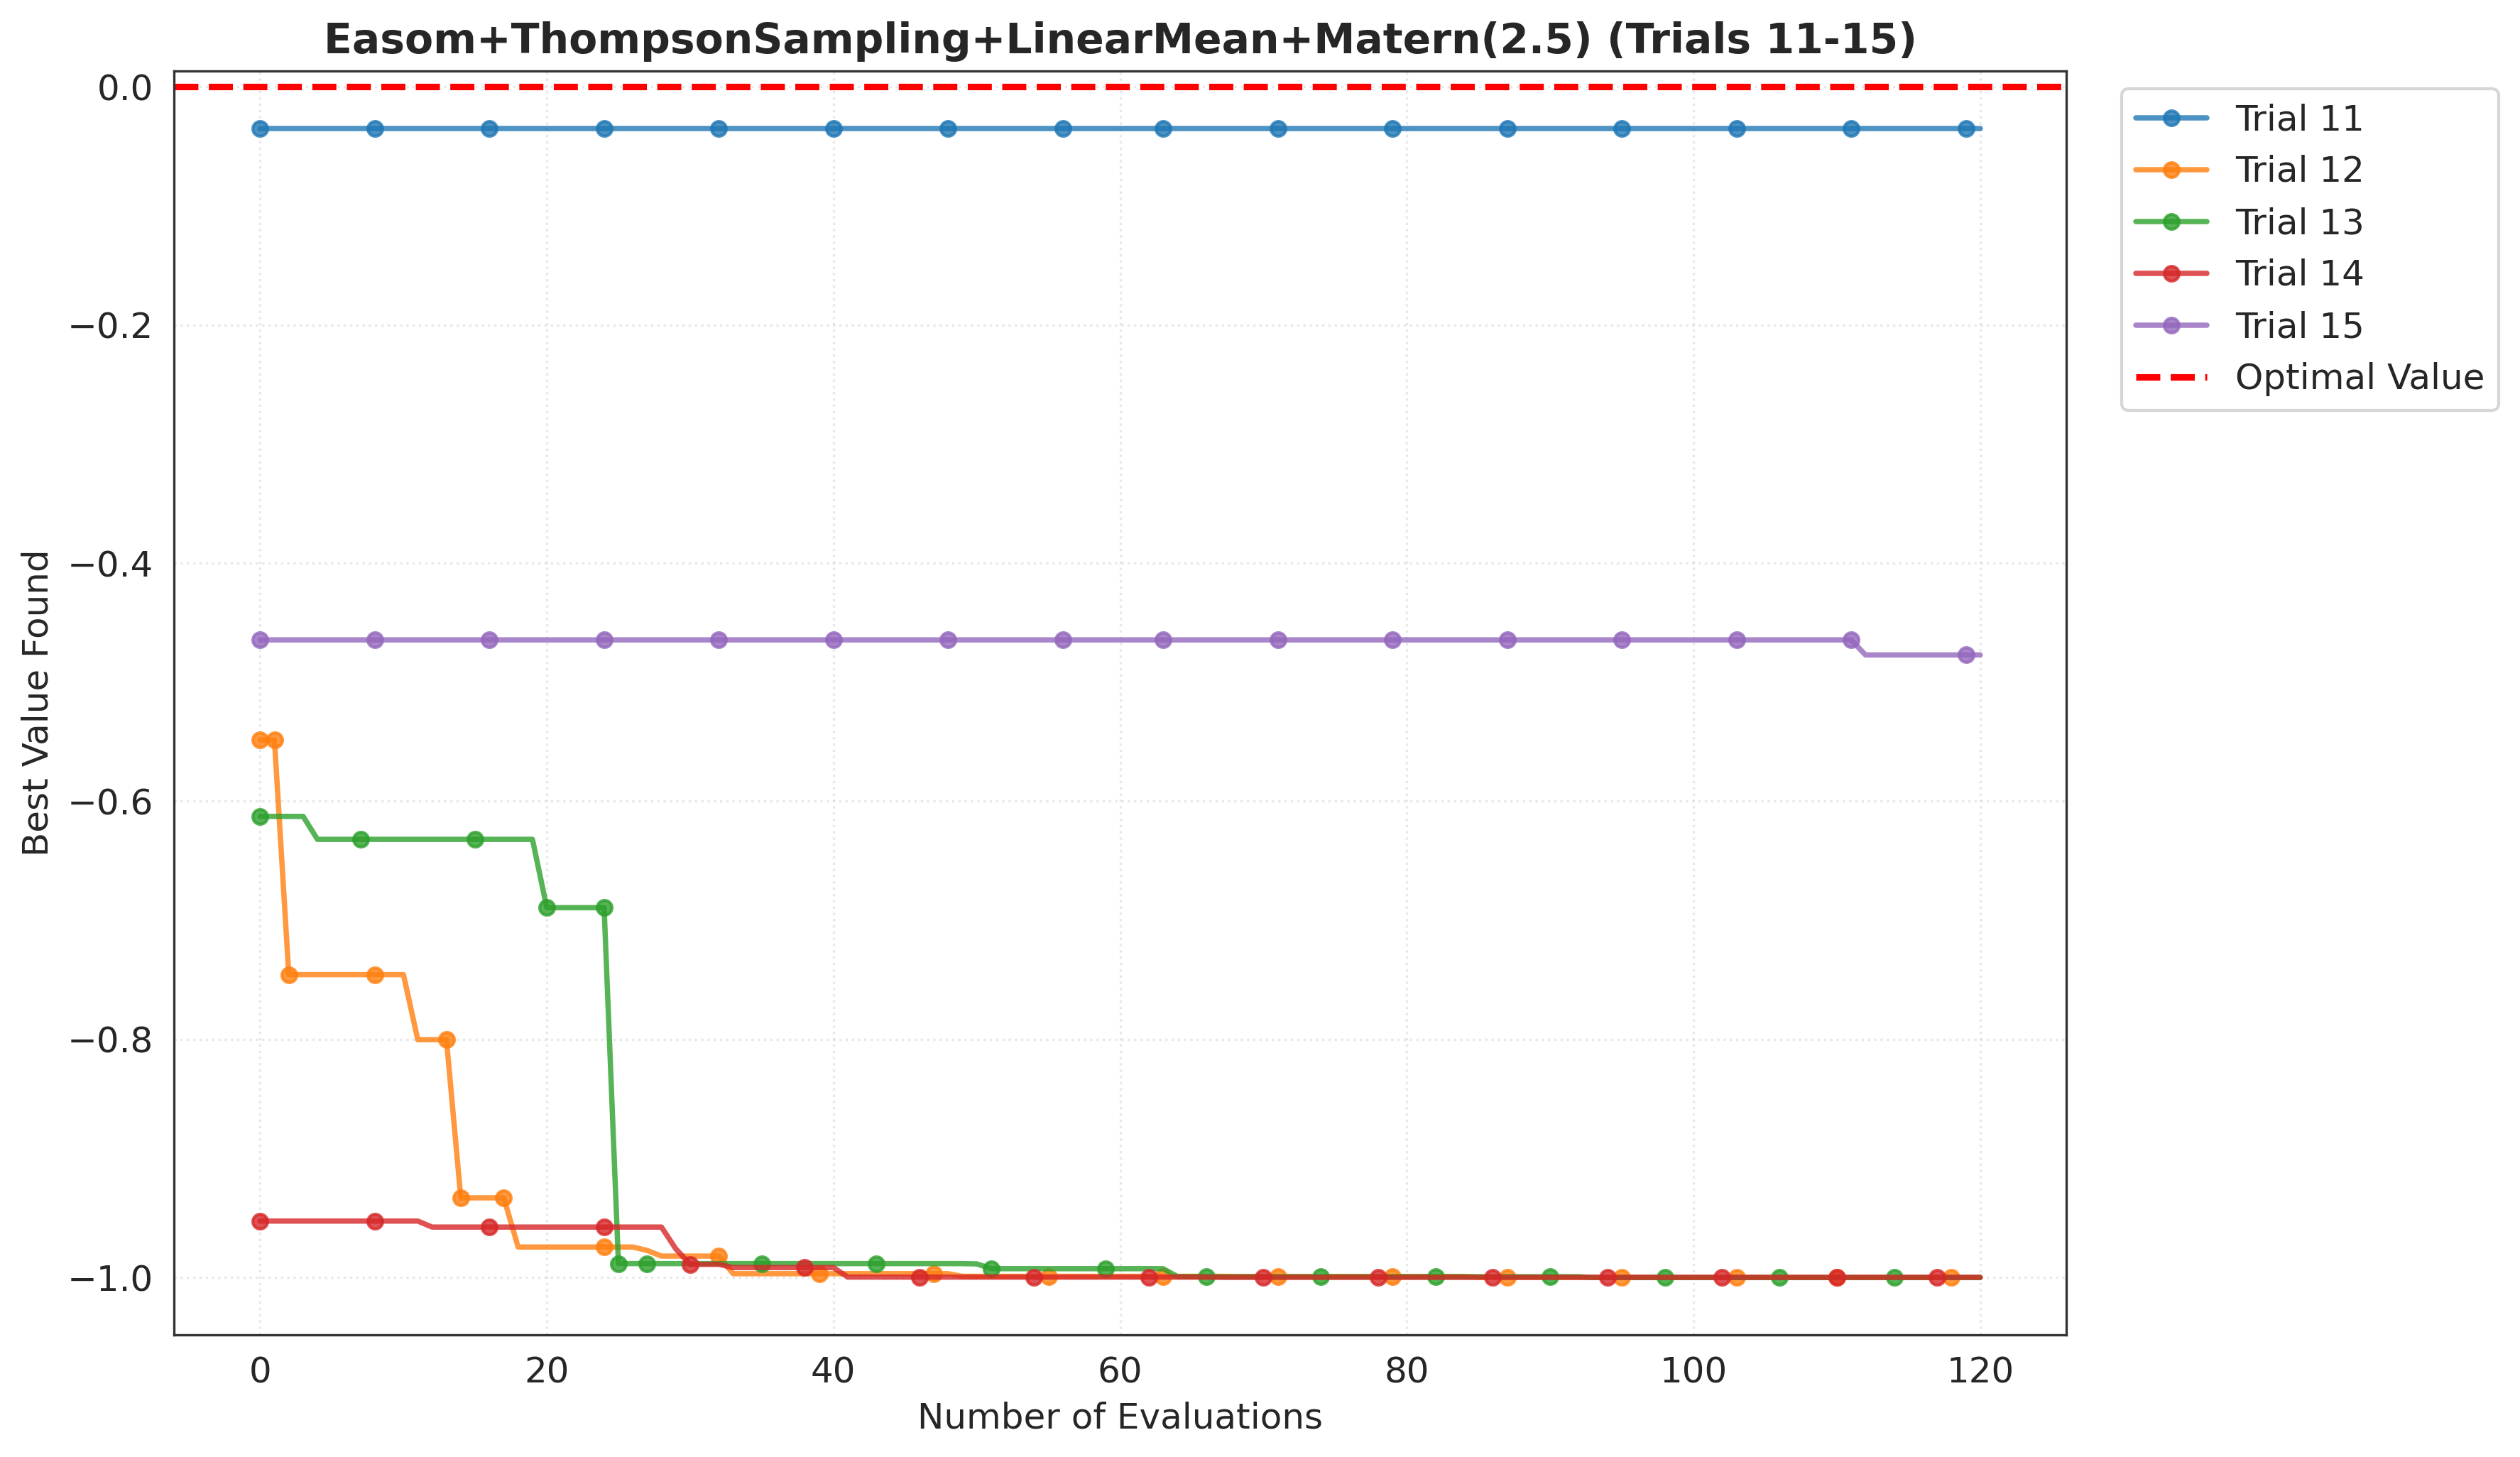 Easom+ThompsonSampling+LinearMean+Matern(2.5) (Trials 11-15)
0.0
−0.2
−0.4
−0.6
−0.8
−1.0
Best Value Found
0 20 40 60 80 100 120
Number of Evaluations
Trial 11
Trial 12
Trial 13
Trial 14
Trial 15
Optimal Value